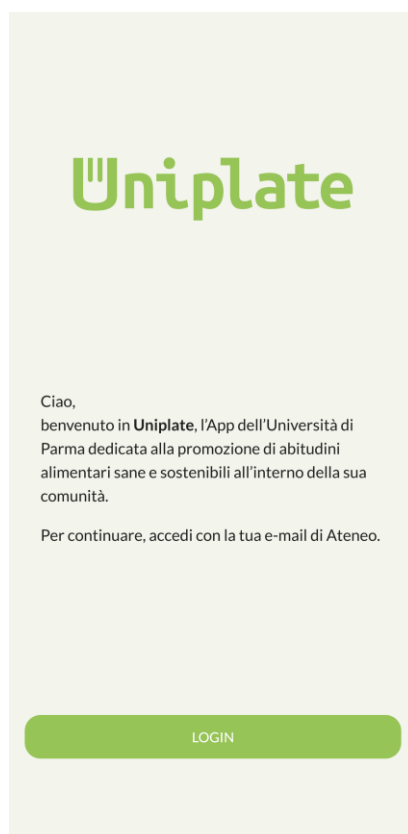 Uniplate
Ciao,
benvenuto in Uniplate, l’App dell’Università di
Parma dedicata alla promozione di abitudini
alimentari sane e sostenibili all’interno della sua
comunità.
Per continuare, accedi con la tua e-mail di Ateneo.
LOGIN